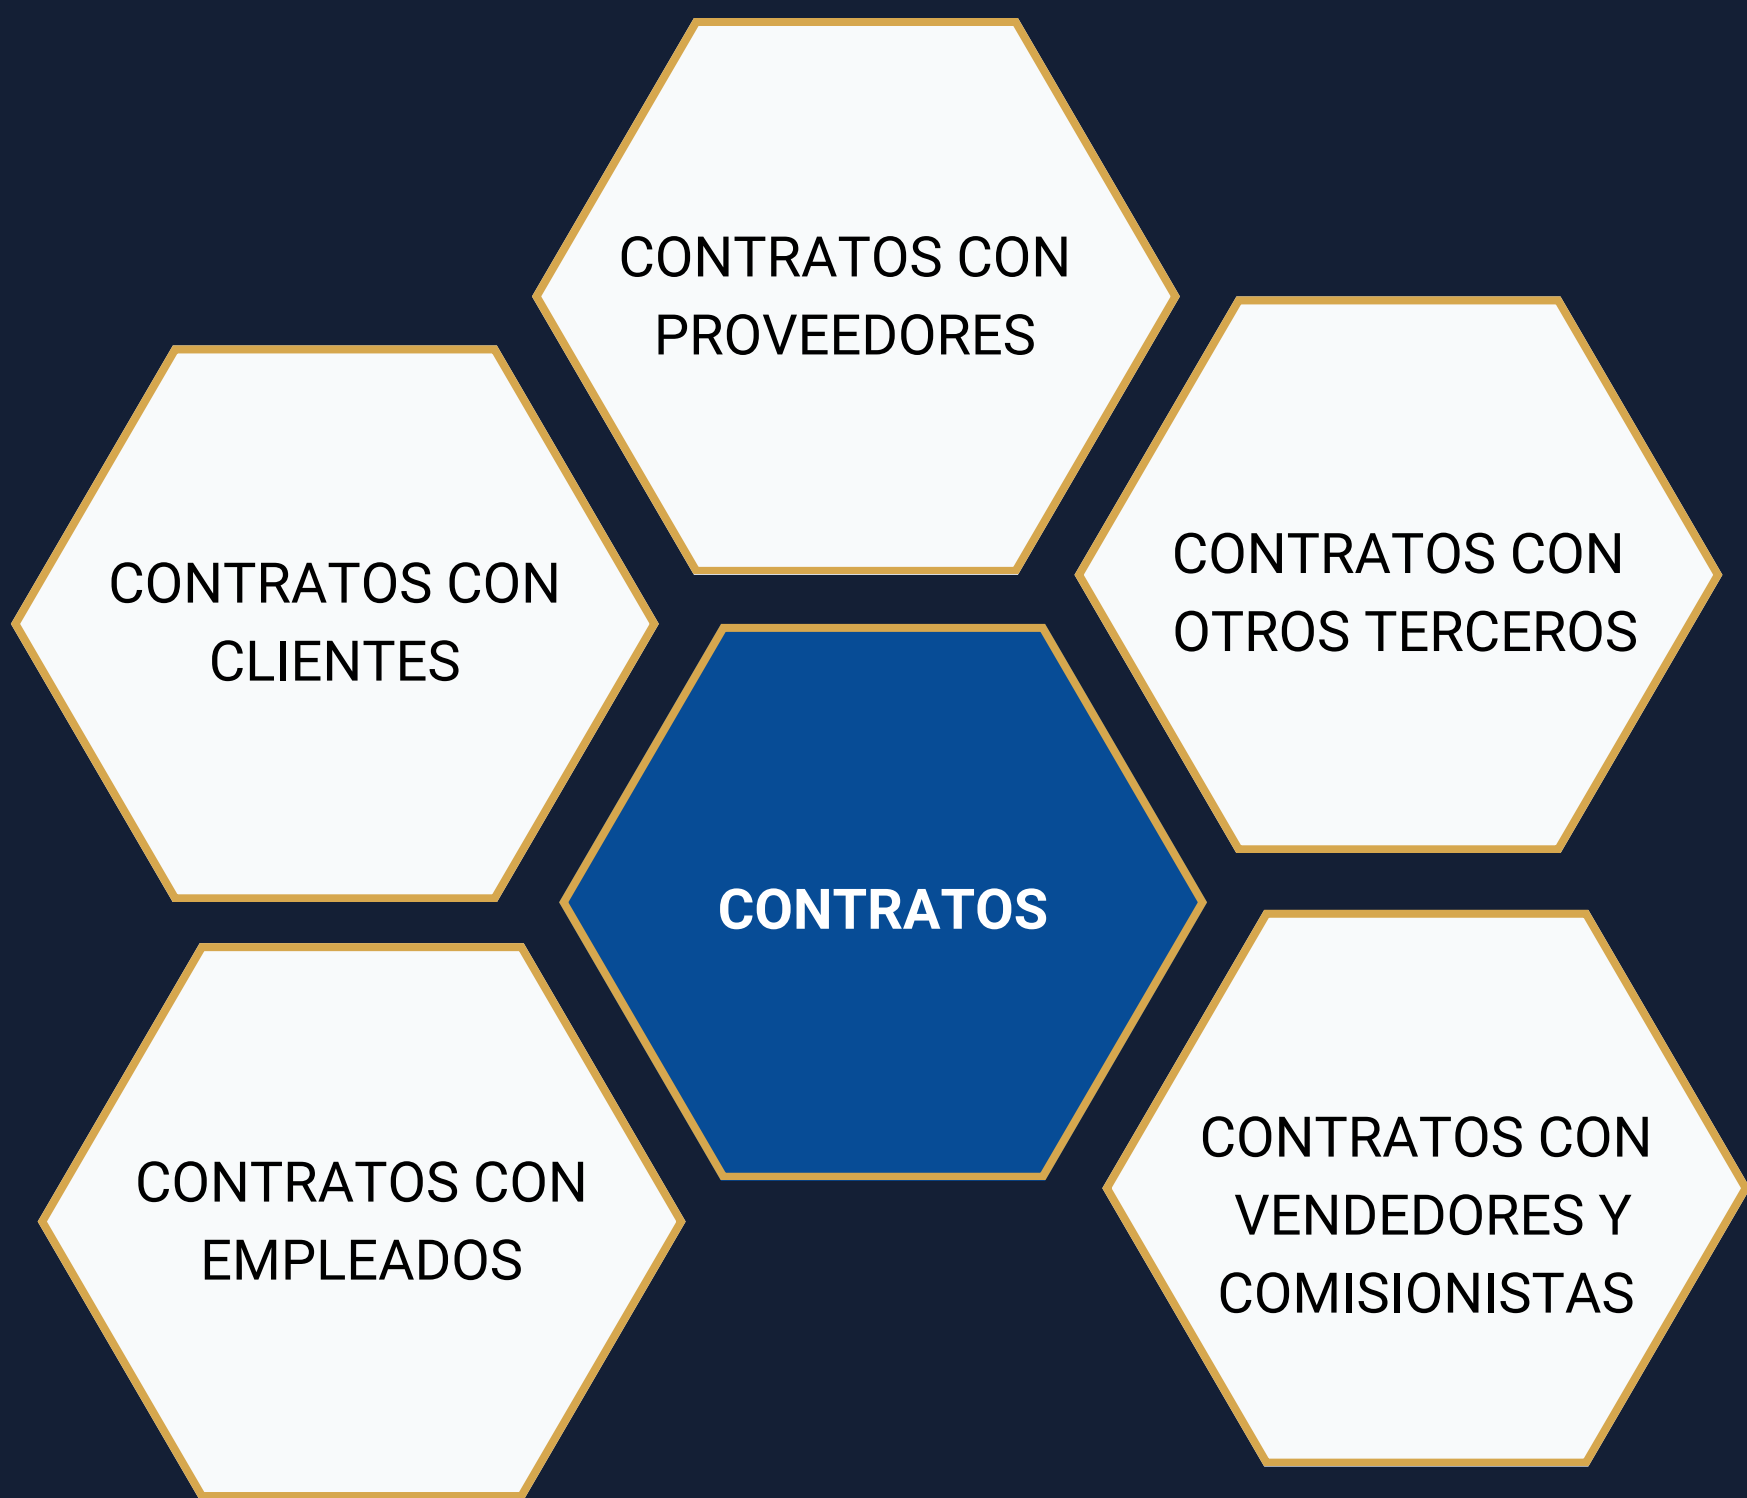 CONTRATOS CON
PROVEEDORES
CONTRATOS CON
OTROS TERCEROS
CONTRATOS CON
CLIENTES
CONTRATOS
CONTRATOS CON
VENDEDORES Y
COMISIONISTAS
CONTRATOS CON
EMPLEADOS